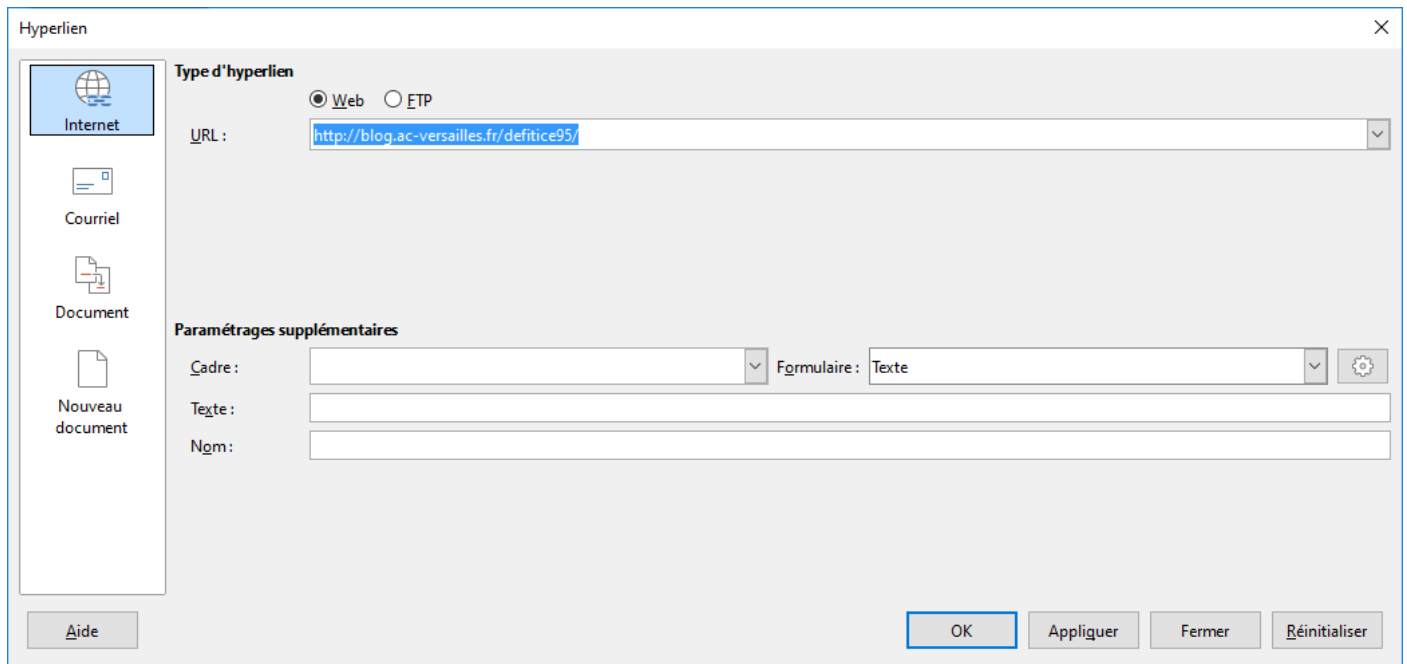 Hyperlien
Internet
Courriel
Document
Nouveau
document
Type d'hyperlien
Web FTP
URL : http://blog.ac-versailles.fr/defitice95/
Paramétrages supplémentaires
Cadre : Formulaire : Texte
Texte :
Nom :
Aide OK Appliquer Fermer Réinitialiser